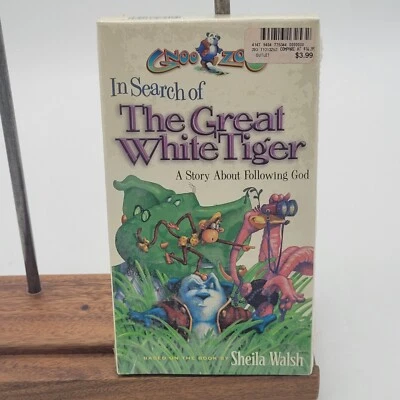 GNOO ZOO
$3.99
In Search of
The Great
White Tiger
A Story About Following God
BASED ON THE BOOK BY Sheila Walsh